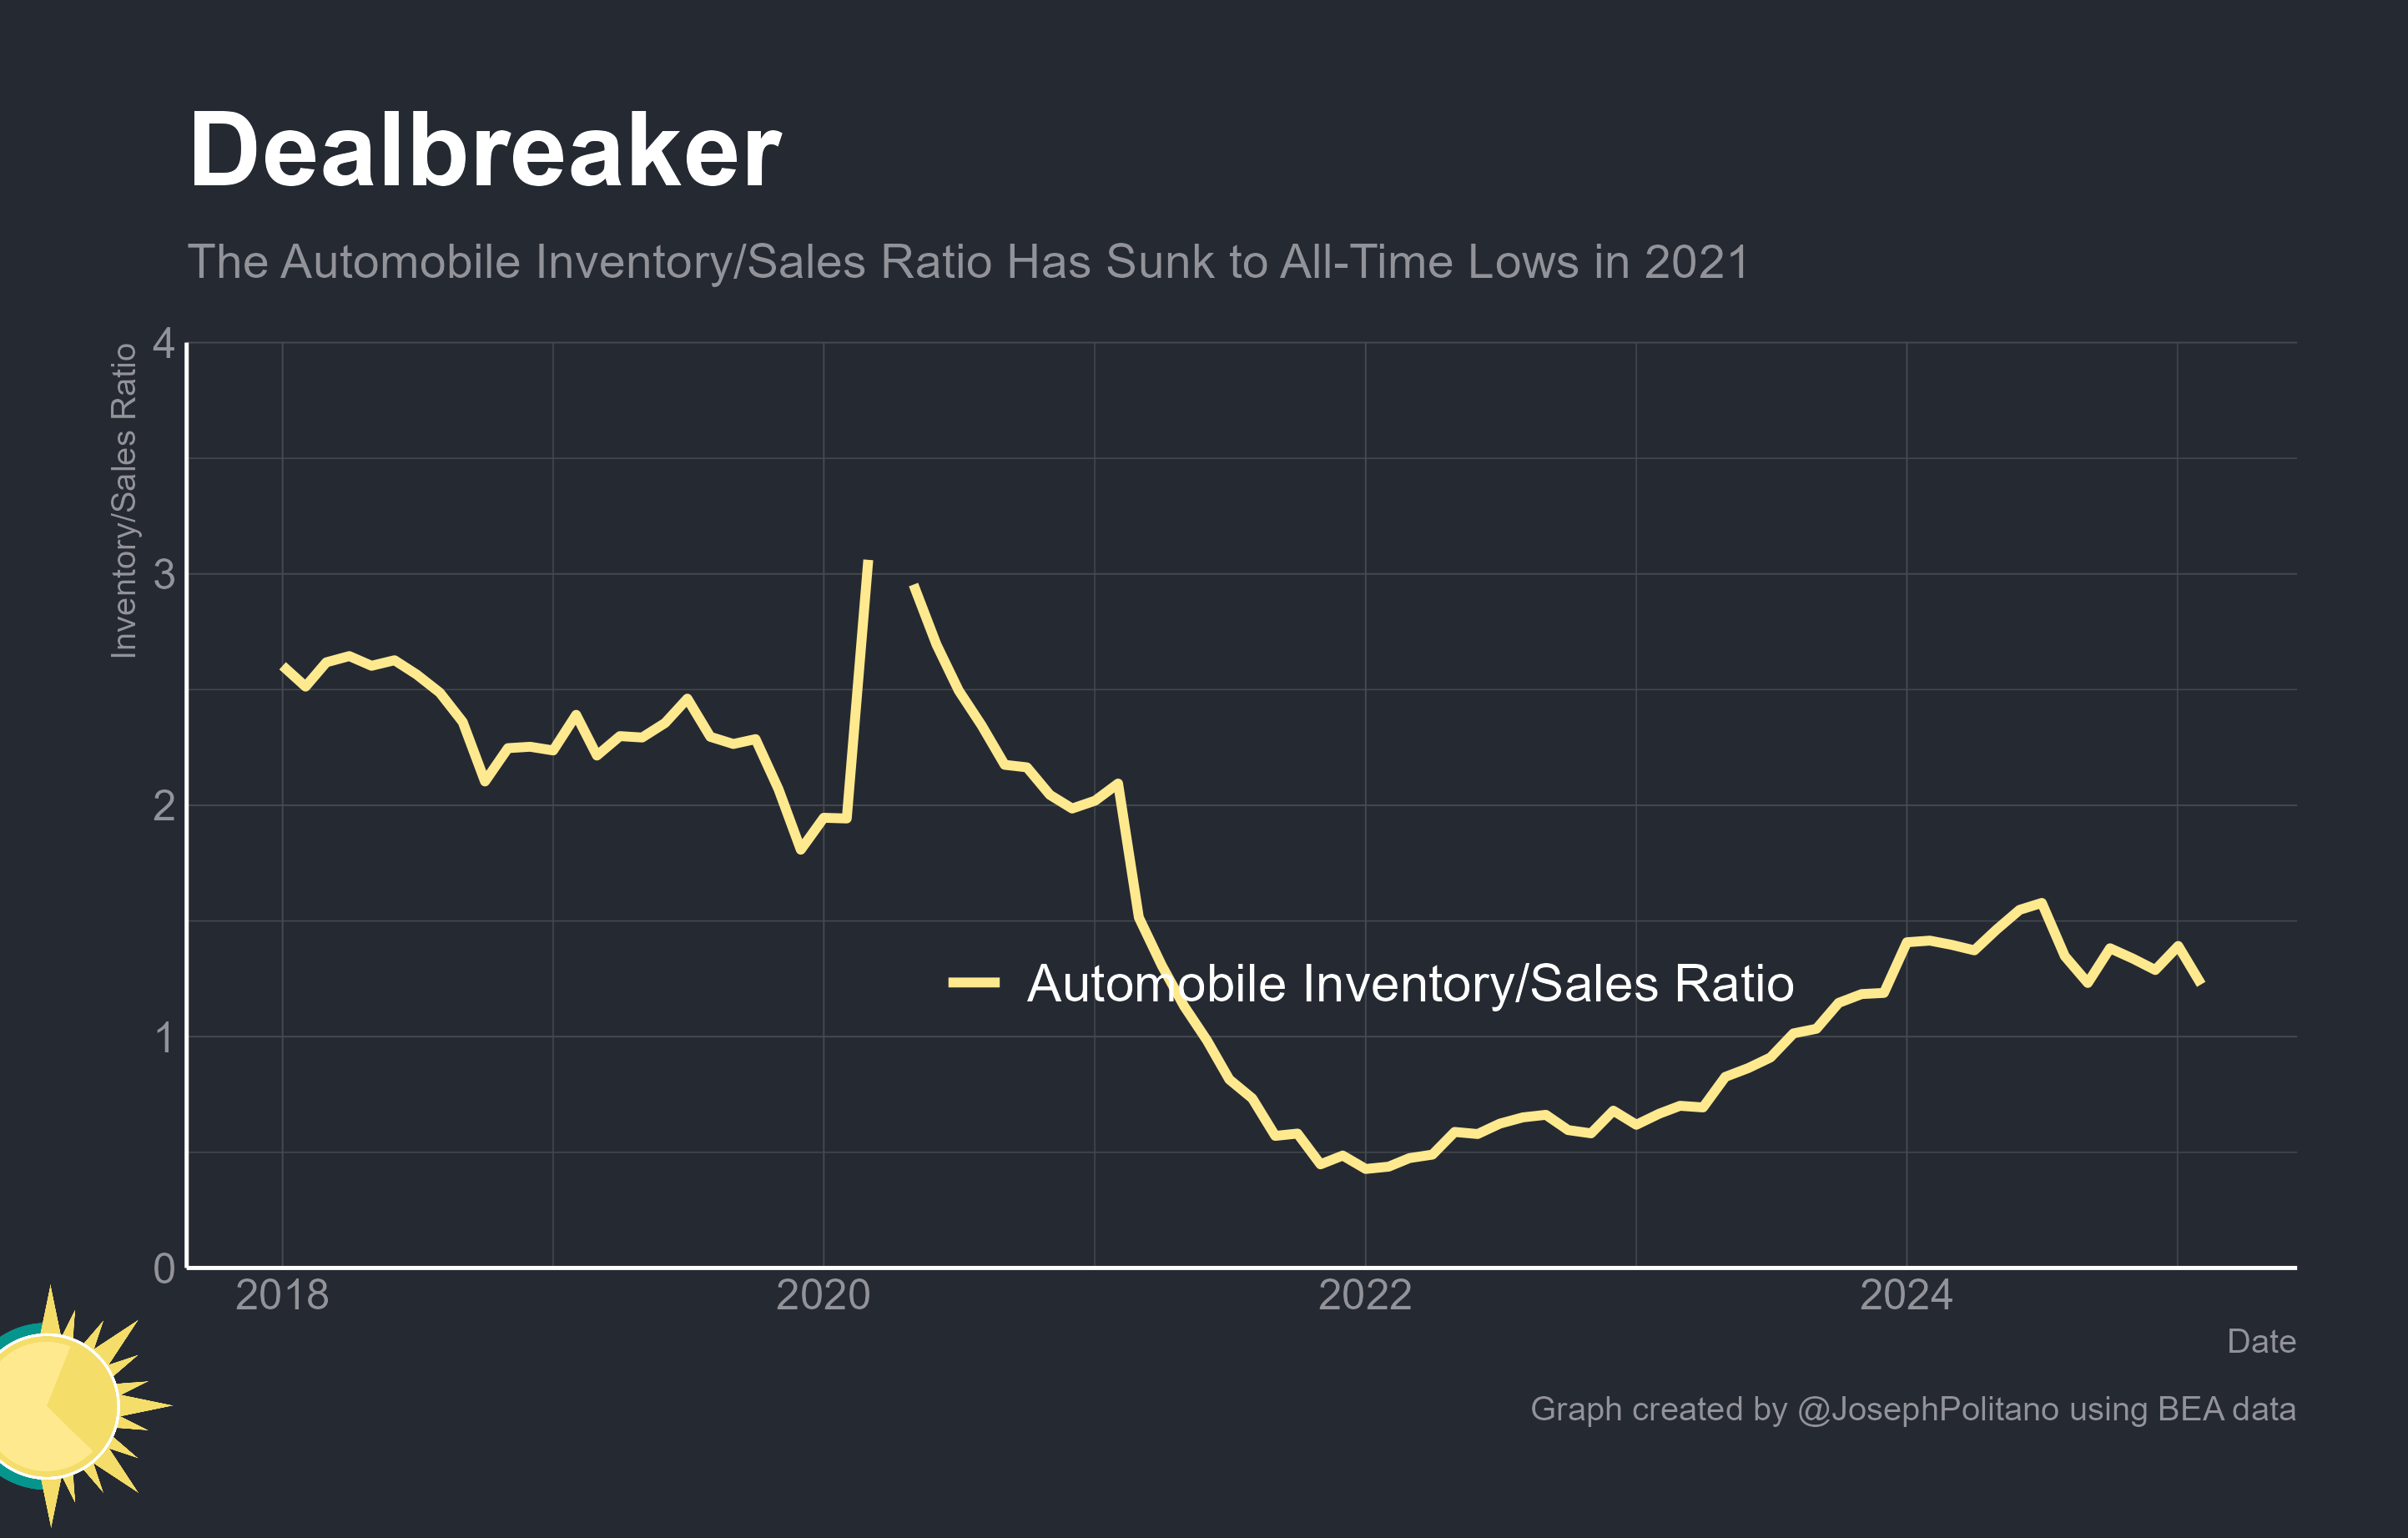 Dealbreaker
The Automobile Inventory/Sales Ratio Has Sunk to All-Time Lows in 2021
Inventory/Sales Ratio
4
3
2
1
0
Automobile Inventory/Sales Ratio
2018
2020
2022
2024
Date
Graph created by @JosephPolitano using BEA data